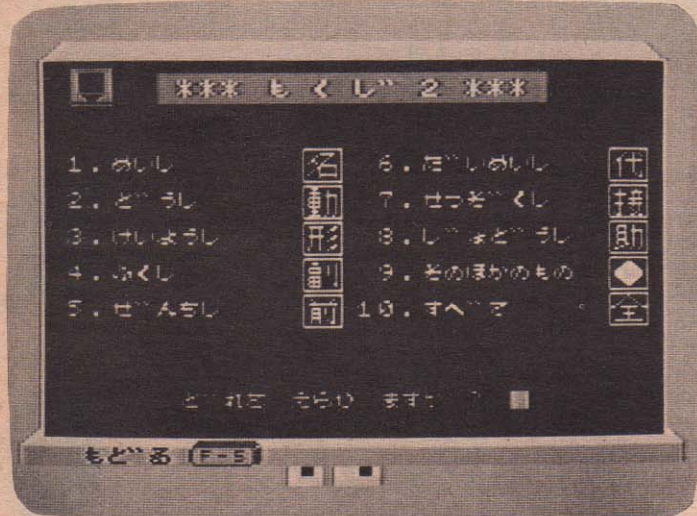 *** もくじ 2 ***
1.めいし 名 6.だいめいし 代
2.どうし 動 7.せつぞくし 接
3.けいようし 形 8.じょどうし 助
4.ふくし 副 9.そのほかのもの
5.ぜんちし 前 10.すべて 全
どれを えらび ますか ?
もどる F-5